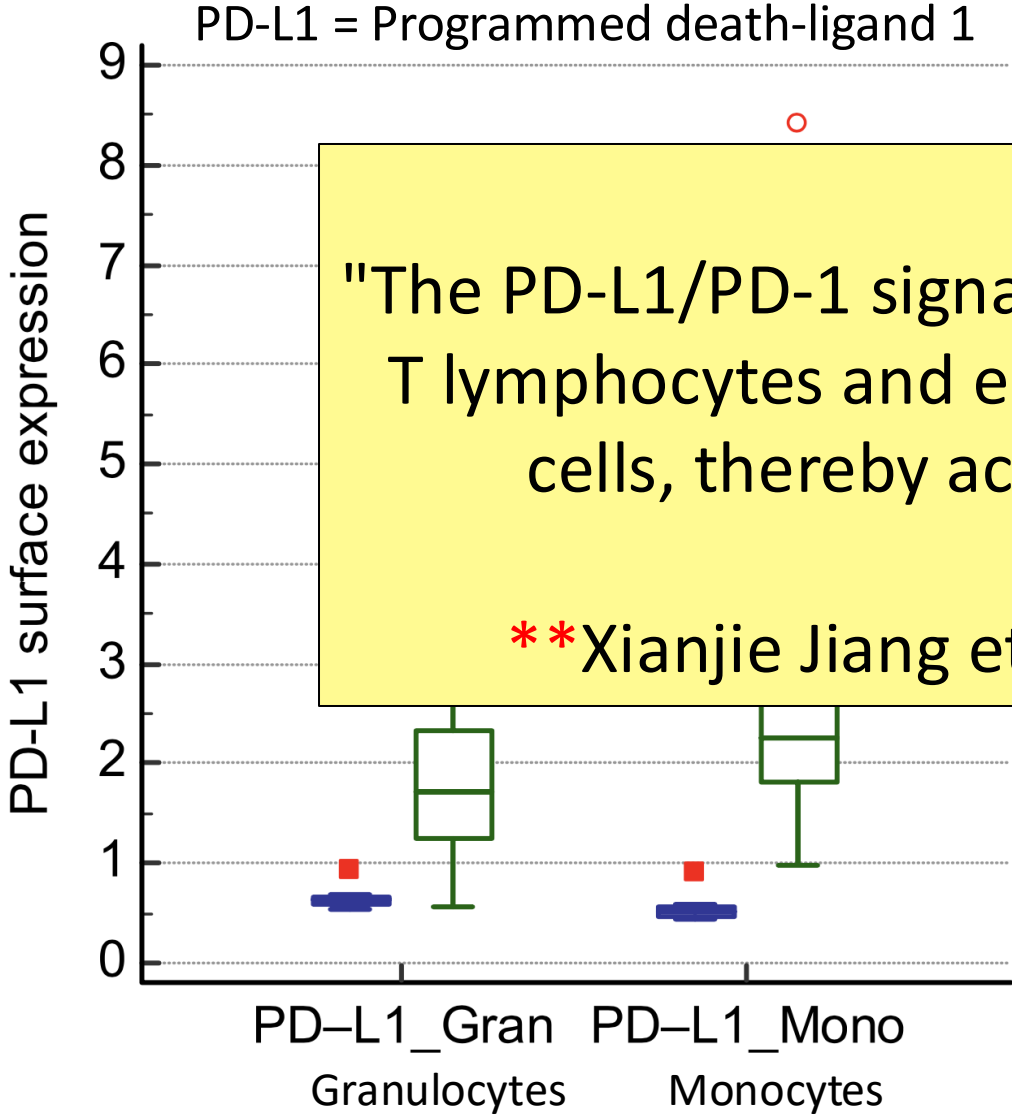 PD-L1 = Programmed death-ligand 1
9
8
7
6
5
4
3
2
1
0
PD-L1 surface expression
"The PD-L1/PD-1 signa
T lymphocytes and e
cells, thereby ac
**Xianjie Jiang et
PD–L1_Gran PD–L1_Mono
Granulocytes Monocytes